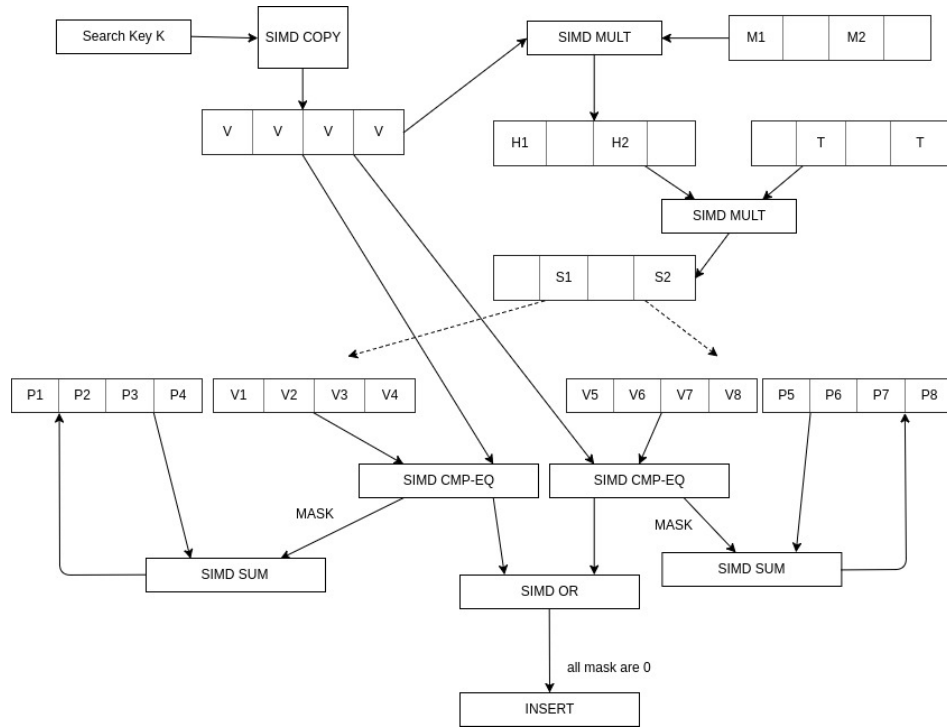 Search Key K
SIMD COPY
SIMD MULT
M1 M2
V V V V
H1 H2
T T
SIMD MULT
S1 S2
P1 P2 P3 P4
V1 V2 V3 V4
V5 V6 V7 V8
P5 P6 P7 P8
SIMD CMP-EQ
SIMD CMP-EQ
MASK
MASK
SIMD SUM
SIMD OR
SIMD SUM
all mask are 0
INSERT